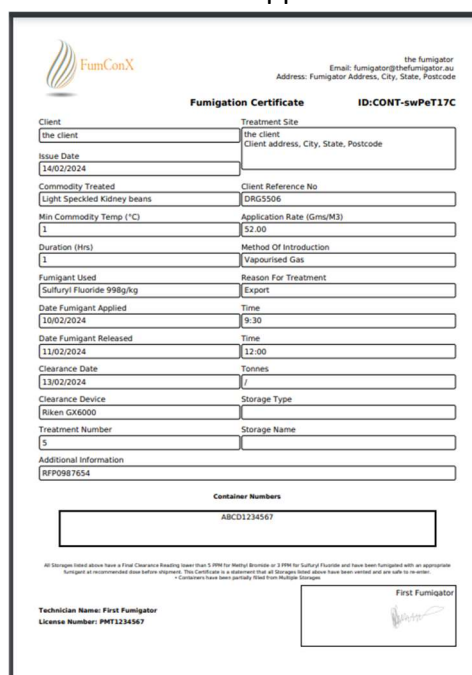 FumConX
the fumigator
Email: fumigator@thefumigator.au
Address: Fumigator Address, City, State, Postcode
Fumigation Certificate ID:CONT-swPeT17C
Client Treatment Site
the client the client
Client address, City, State, Postcode
Issue Date
14/02/2024
Commodity Treated Client Reference No
Light Speckled Kidney beans DRG5506
Min Commodity Temp (°C) Application Rate (Gms/M3)
1 52.00
Duration (Hrs) Method Of Introduction
1 Vapourised Gas
Fumigant Used Reason For Treatment
Sulfuryl Fluoride 998g/kg Export
Date Fumigant Applied Time
10/02/2024 9:30
Date Fumigant Released Time
11/02/2024 12:00
Clearance Date Tonnes
13/02/2024 /
Clearance Device Storage Type
Riken GX6000
Treatment Number Storage Name
5
Additional Information
RFP0987654
Container Numbers
ABCD1234567
All Storages listed above have a Final Clearance Reading lower than 5 PPM for Methyl Bromide or 3 PPM for Sulfuryl Fluoride and have been fumigated with an appropriate
fumigant at recommended dose before shipment. This Certificate is a statement that all Storages listed above have been vented and are safe to re-enter.
• Containers have been partially filled from Multiple Storages
First Fumigator
Technician Name: First Fumigator
License Number: PMT1234567